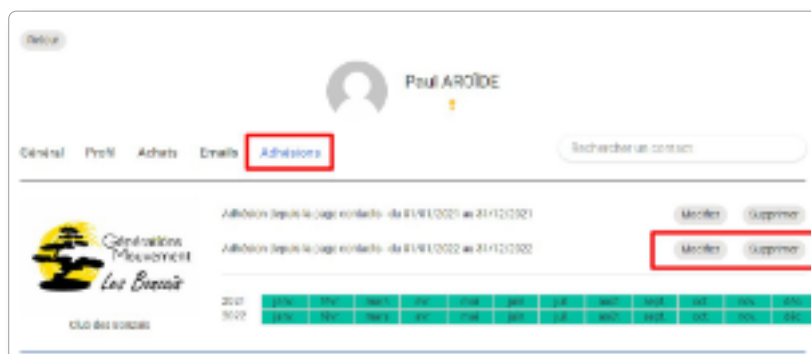 Retour
Paul AROÏDE
Général Profil Achats Emails Adhésions
Rechercher un contact
Adhésion depuis la page contacts - du 01/01/2021 au 31/12/2021 Modifier Supprimer
Adhésion depuis la page contacts - du 01/01/2022 au 31/12/2022 Modifier Supprimer
Générations
Mouvement
Les Bonsaïs
Club des bonsaïs
2021 janv. févr. mars avr. mai juin juil. août sept. oct. nov. déc.
2022 janv. févr. mars avr. mai juin juil. août sept. oct. nov. déc.